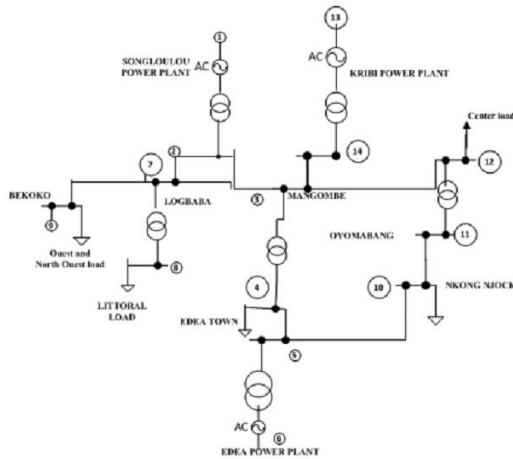 1
13
SONGLOULOU
POWER PLANT
AC
AC
KRIBI POWER PLANT
Center load
2
7
14
12
BEKOKO
LOGBABA
3
MANGOMBE
9
OYOMABANG
11
Ouest and
North Ouest load
8
4
10
NKONG NJOCK
LITTORAL
LOAD
EDEA TOWN
5
AC
6
EDEA POWER PLANT